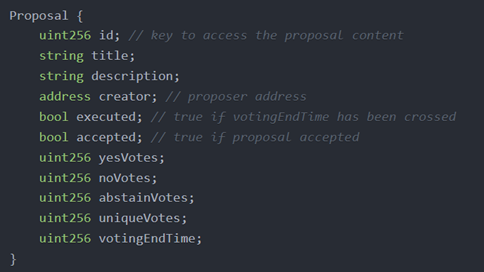 Proposal {
    uint256 id; // key to access the proposal content
    string title;
    string description;
    address creator; // proposer address
    bool executed; // true if votingEndTime has been crossed
    bool accepted; // true if proposal accepted
    uint256 yesVotes;
    uint256 noVotes;
    uint256 abstainVotes;
    uint256 uniqueVotes;
    uint256 votingEndTime;
}